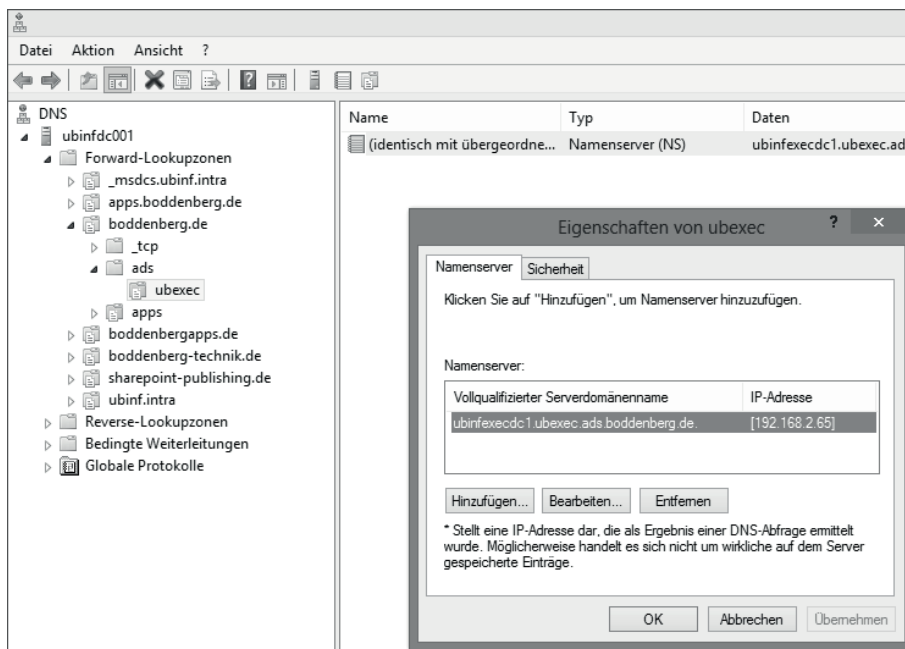 Datei Aktion Ansicht ?
DNS
ubinfdc001
Forward-Lookupzonen
_msdcs.ubinf.intra
apps.boddenberg.de
boddenberg.de
_tcp
ads
ubexec
apps
boddenbergapps.de
boddenberg-technik.de
sharepoint-publishing.de
ubinf.intra
Reverse-Lookupzonen
Bedingte Weiterleitungen
Globale Protokolle
Name Typ Daten
(identisch mit übergeordne... Namenserver (NS) ubinfexecdc1.ubexec.ad
Eigenschaften von ubexec ? ×
Namenserver Sicherheit
Klicken Sie auf "Hinzufügen", um Namenserver hinzuzufügen.
Namenserver:
Vollqualifizierter Serverdomänenname IP-Adresse
ubinfexecdc1.ubexec.ads.boddenberg.de. [192.168.2.65]
Hinzufügen... Bearbeiten... Entfernen
* Stellt eine IP-Adresse dar, die als Ergebnis einer DNS-Abfrage ermittelt
wurde. Möglicherweise handelt es sich nicht um wirkliche auf dem Server
gespeicherte Einträge.
OK Abbrechen Übernehmen